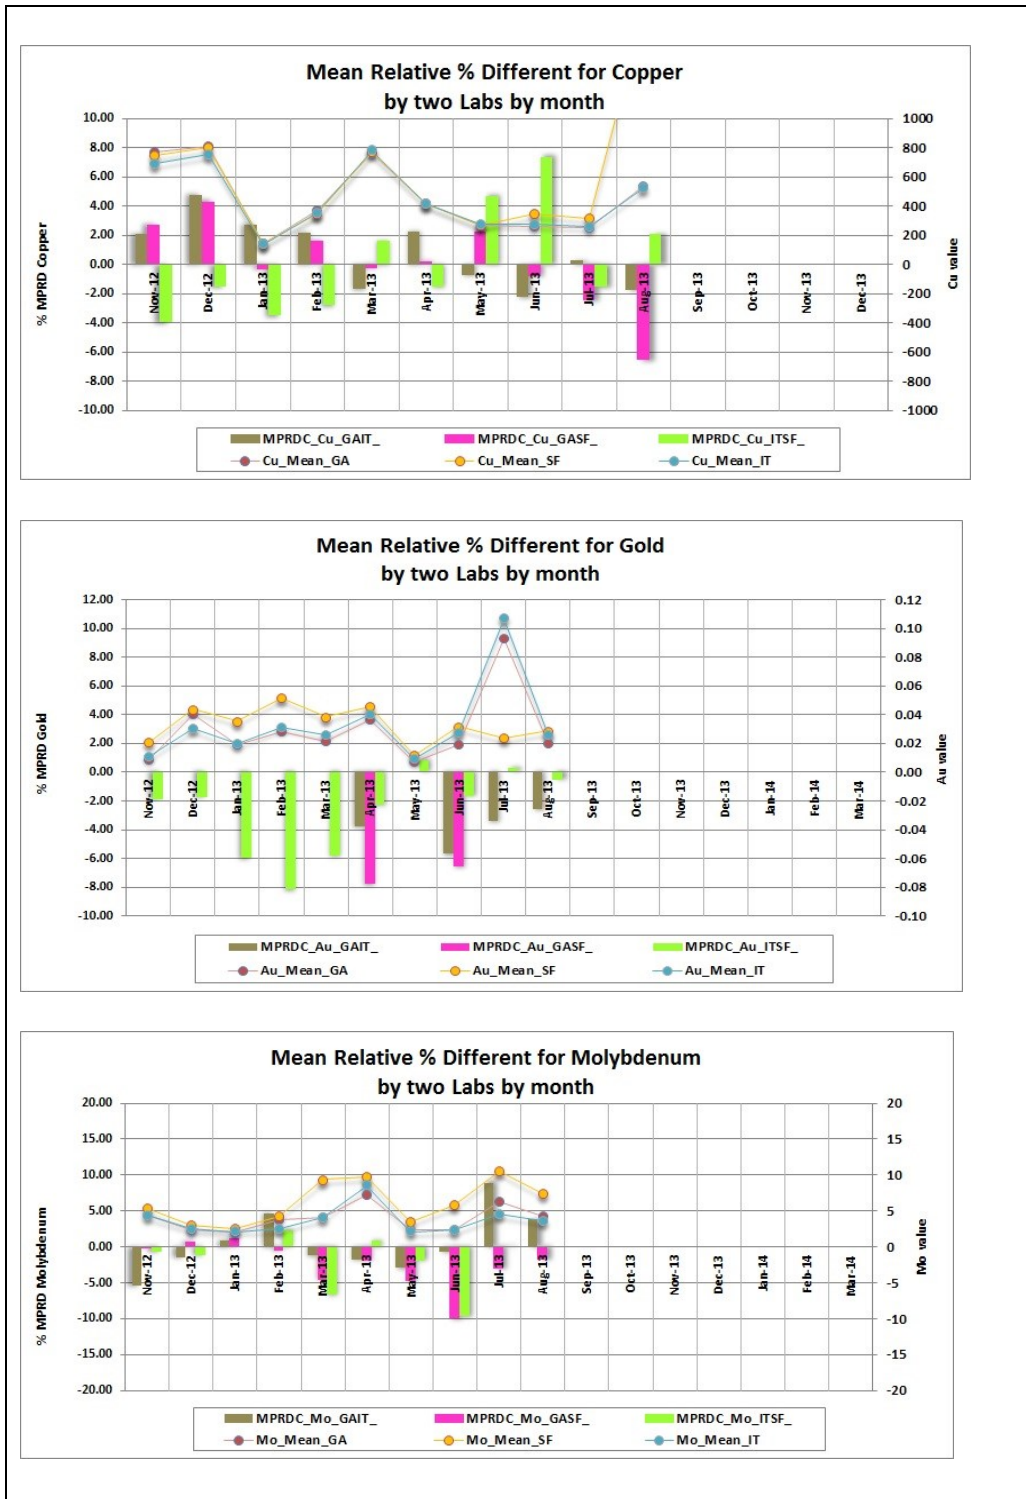 Mean Relative % Different for Copper
by two Labs by month
10.00
8.00
6.00
4.00
2.00
0.00
-2.00
-4.00
-6.00
-8.00
-10.00
% MPRD Copper
1000
800
600
400
200
0
-200
-400
-600
-800
-1000
Cu value
Nov-12
Dec-12
Jan-13
Feb-13
Mar-13
Apr-13
May-13
Jun-13
Jul-13
Aug-13
Sep-13
Oct-13
Nov-13
Dec-13
MPRDC_Cu_GAIT_ MPRDC_Cu_GASF_ MPRDC_Cu_ITSF_
Cu_Mean_GA Cu_Mean_SF Cu_Mean_IT
Mean Relative % Different for Gold
by two Labs by month
12.00
10.00
8.00
6.00
4.00
2.00
0.00
-2.00
-4.00
-6.00
-8.00
-10.00
% MPRD Gold
0.12
0.10
0.08
0.06
0.04
0.02
0.00
-0.02
-0.04
-0.06
-0.08
-0.10
Au value
Nov-12
Dec-12
Jan-13
Feb-13
Mar-13
Apr-13
May-13
Jun-13
Jul-13
Aug-13
Sep-13
Oct-13
Nov-13
Dec-13
Jan-14
Feb-14
Mar-14
MPRDC_Au_GAIT_ MPRDC_Au_GASF_ MPRDC_Au_ITSF_
Au_Mean_GA Au_Mean_SF Au_Mean_IT
Mean Relative % Different for Molybdenum
by two Labs by month
20.00
15.00
10.00
5.00
0.00
-5.00
-10.00
-15.00
-20.00
% MPRD Molybdenum
20
15
10
5
0
-5
-10
-15
-20
Mo value
Nov-12
Dec-12
Jan-13
Feb-13
Mar-13
Apr-13
May-13
Jun-13
Jul-13
Aug-13
Sep-13
Oct-13
Nov-13
Dec-13
Jan-14
Feb-14
Mar-14
MPRDC_Mo_GAIT_ MPRDC_Mo_GASF_ MPRDC_Mo_ITSF_
Mo_Mean_GA Mo_Mean_SF Mo_Mean_IT